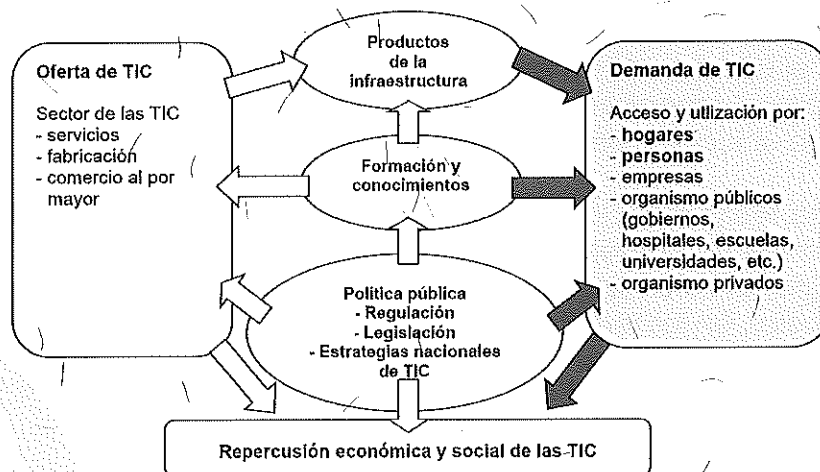 Oferta de TIC
Sector de las TIC
- servicios
- fabricación
- comercio al por
mayor
Productos
de la
infraestructura
Formación y
conocimientos
Política pública
- Regulación
- Legislación
- Estrategias nacionales
de TIC
Demanda de TIC
Acceso y utilización por:
- hogares
- personas
- empresas
- organismo públicos
(gobiernos,
hospitales, escuelas,
universidades, etc.)
- organismo privados
Repercusión económica y social de las TIC